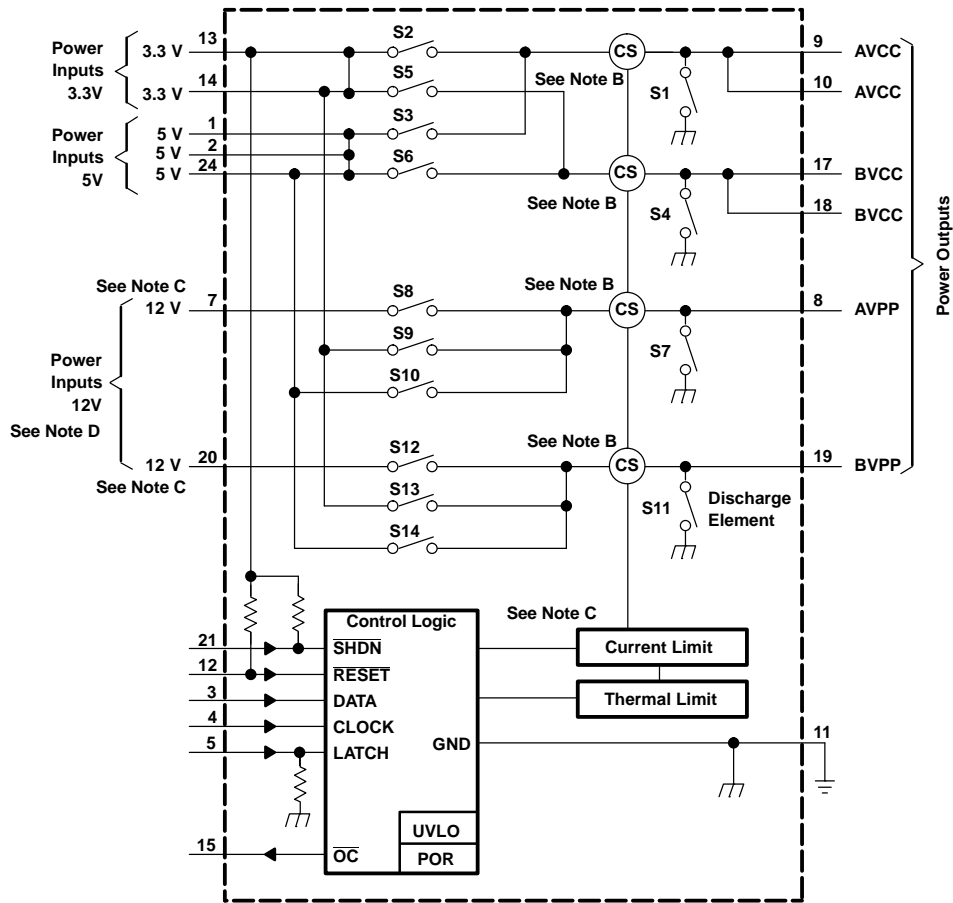 Power
Inputs
3.3V
3.3 V
13
3.3 V
14
S2
S5
CS
See Note B
S1
9
AVCC
10
AVCC
Power
Inputs
5V
5 V
1
5 V
2
5 V
24
S3
S6
CS
See Note B
S4
17
BVCC
18
BVCC
Power Outputs
See Note C
12 V
7
S8
S9
S10
See Note B
CS
S7
8
AVPP
Power
Inputs
12V
See Note D
12 V
20
See Note C
S12
S13
S14
See Note B
CS
S11
Discharge
Element
19
BVPP
Control Logic
21
SHDN
12
RESET
3
DATA
4
CLOCK
5
LATCH
GND
UVLO
POR
15
OC
See Note C
Current Limit
Thermal Limit
11